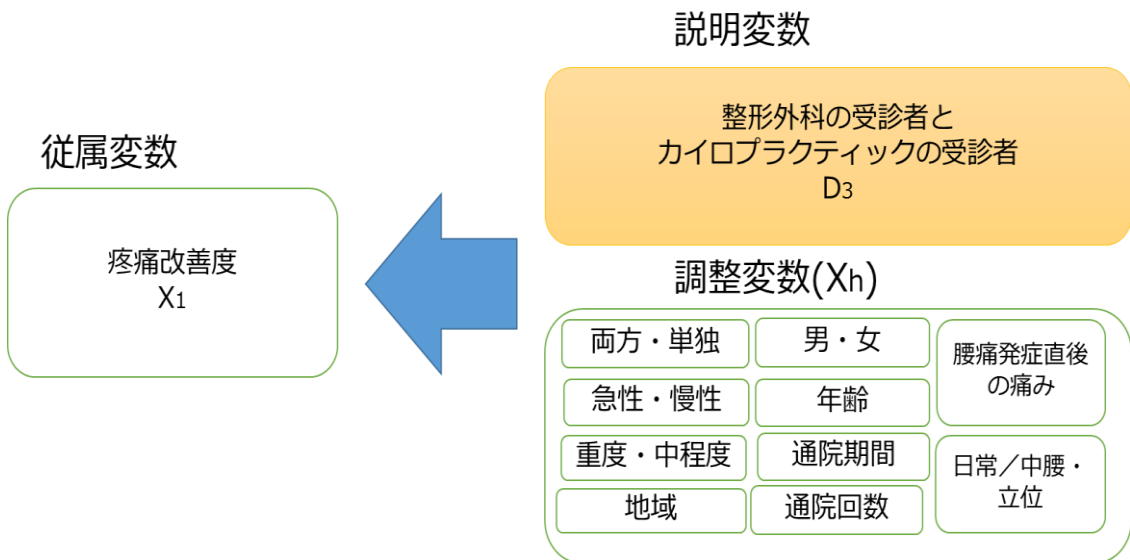 説明変数
整形外科の受診者と
カイロプラクティックの受診者
D3
従属変数
疼痛改善度
X1
調整変数(Xh)
両方・単独
男・女
腰痛発症直後
の痛み
急性・慢性
年齢
重度・中程度
通院期間
日常／中腰・
立位
地域
通院回数